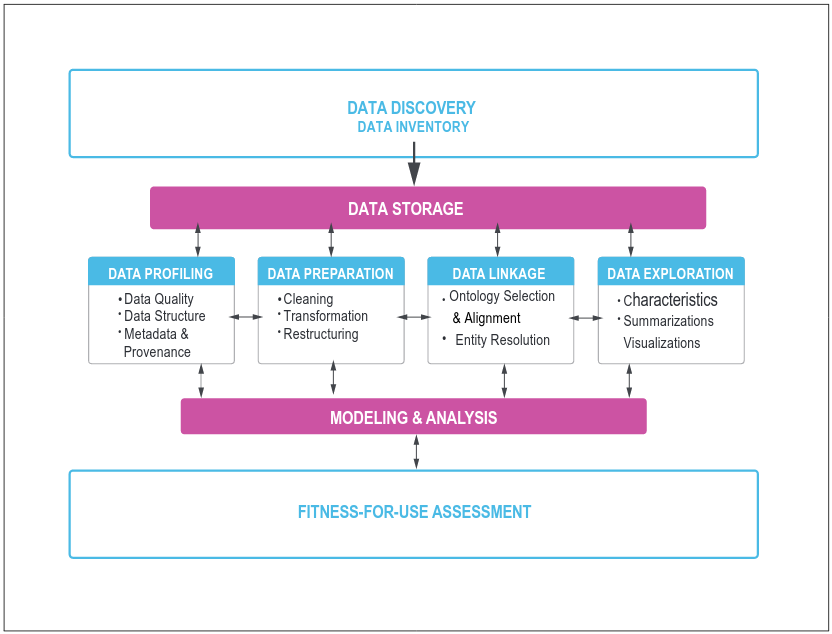 DATA DISCOVERY
DATA INVENTORY
DATA STORAGE
DATA PROFILING
• Data Quality
• Data Structure
• Metadata &
Provenance
DATA PREPARATION
• Cleaning
• Transformation
• Restructuring
DATA LINKAGE
• Ontology Selection
& Alignment
• Entity Resolution
DATA EXPLORATION
• Characteristics
• Summarizations
Visualizations
MODELING & ANALYSIS
FITNESS-FOR-USE ASSESSMENT